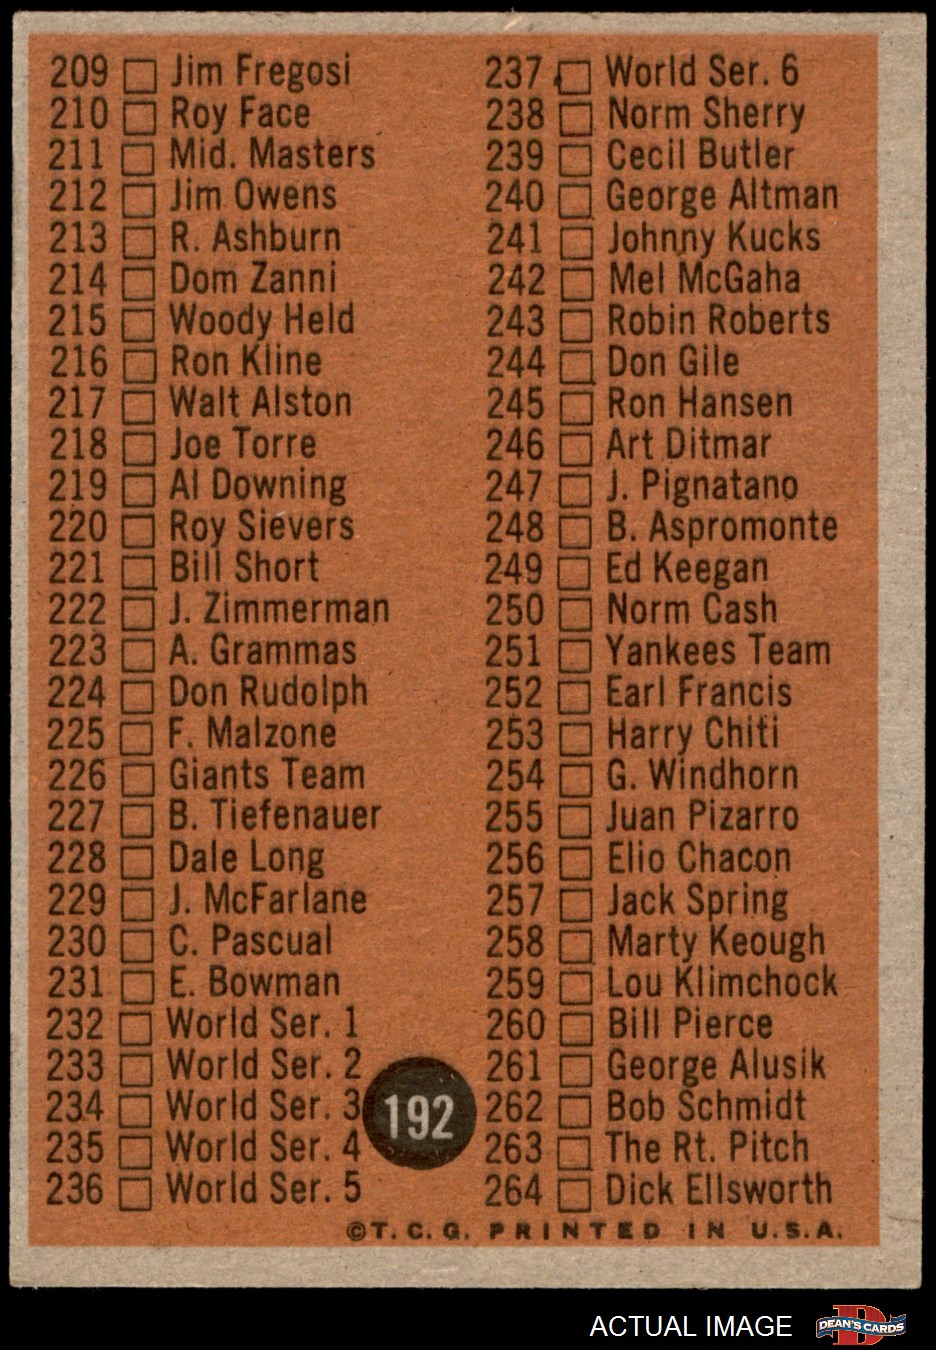 209 Jim Fregosi
210 Roy Face
211 Mid. Masters
212 Jim Owens
213 R. Ashburn
214 Dom Zanni
215 Woody Held
216 Ron Kline
217 Walt Alston
218 Joe Torre
219 Al Downing
220 Roy Sievers
221 Bill Short
222 J. Zimmerman
223 A. Grammas
224 Don Rudolph
225 F. Malzone
226 Giants Team
227 B. Tiefenauer
228 Dale Long
229 J. McFarlane
230 C. Pascual
231 E. Bowman
232 World Ser. 1
233 World Ser. 2
234 World Ser. 3
235 World Ser. 4
236 World Ser. 5
192
237 World Ser. 6
238 Norm Sherry
239 Cecil Butler
240 George Altman
241 Johnny Kucks
242 Mel McGaha
243 Robin Roberts
244 Don Gile
245 Ron Hansen
246 Art Ditmar
247 J. Pignatano
248 B. Aspromonte
249 Ed Keegan
250 Norm Cash
251 Yankees Team
252 Earl Francis
253 Harry Chiti
254 G. Windhorn
255 Juan Pizarro
256 Elio Chacon
257 Jack Spring
258 Marty Keough
259 Lou Klimchock
260 Bill Pierce
261 George Alusik
262 Bob Schmidt
263 The Rt. Pitch
264 Dick Ellsworth
©T.C.G. PRINTED IN U.S.A.
ACTUAL IMAGE
D
DEAN'S CARDS